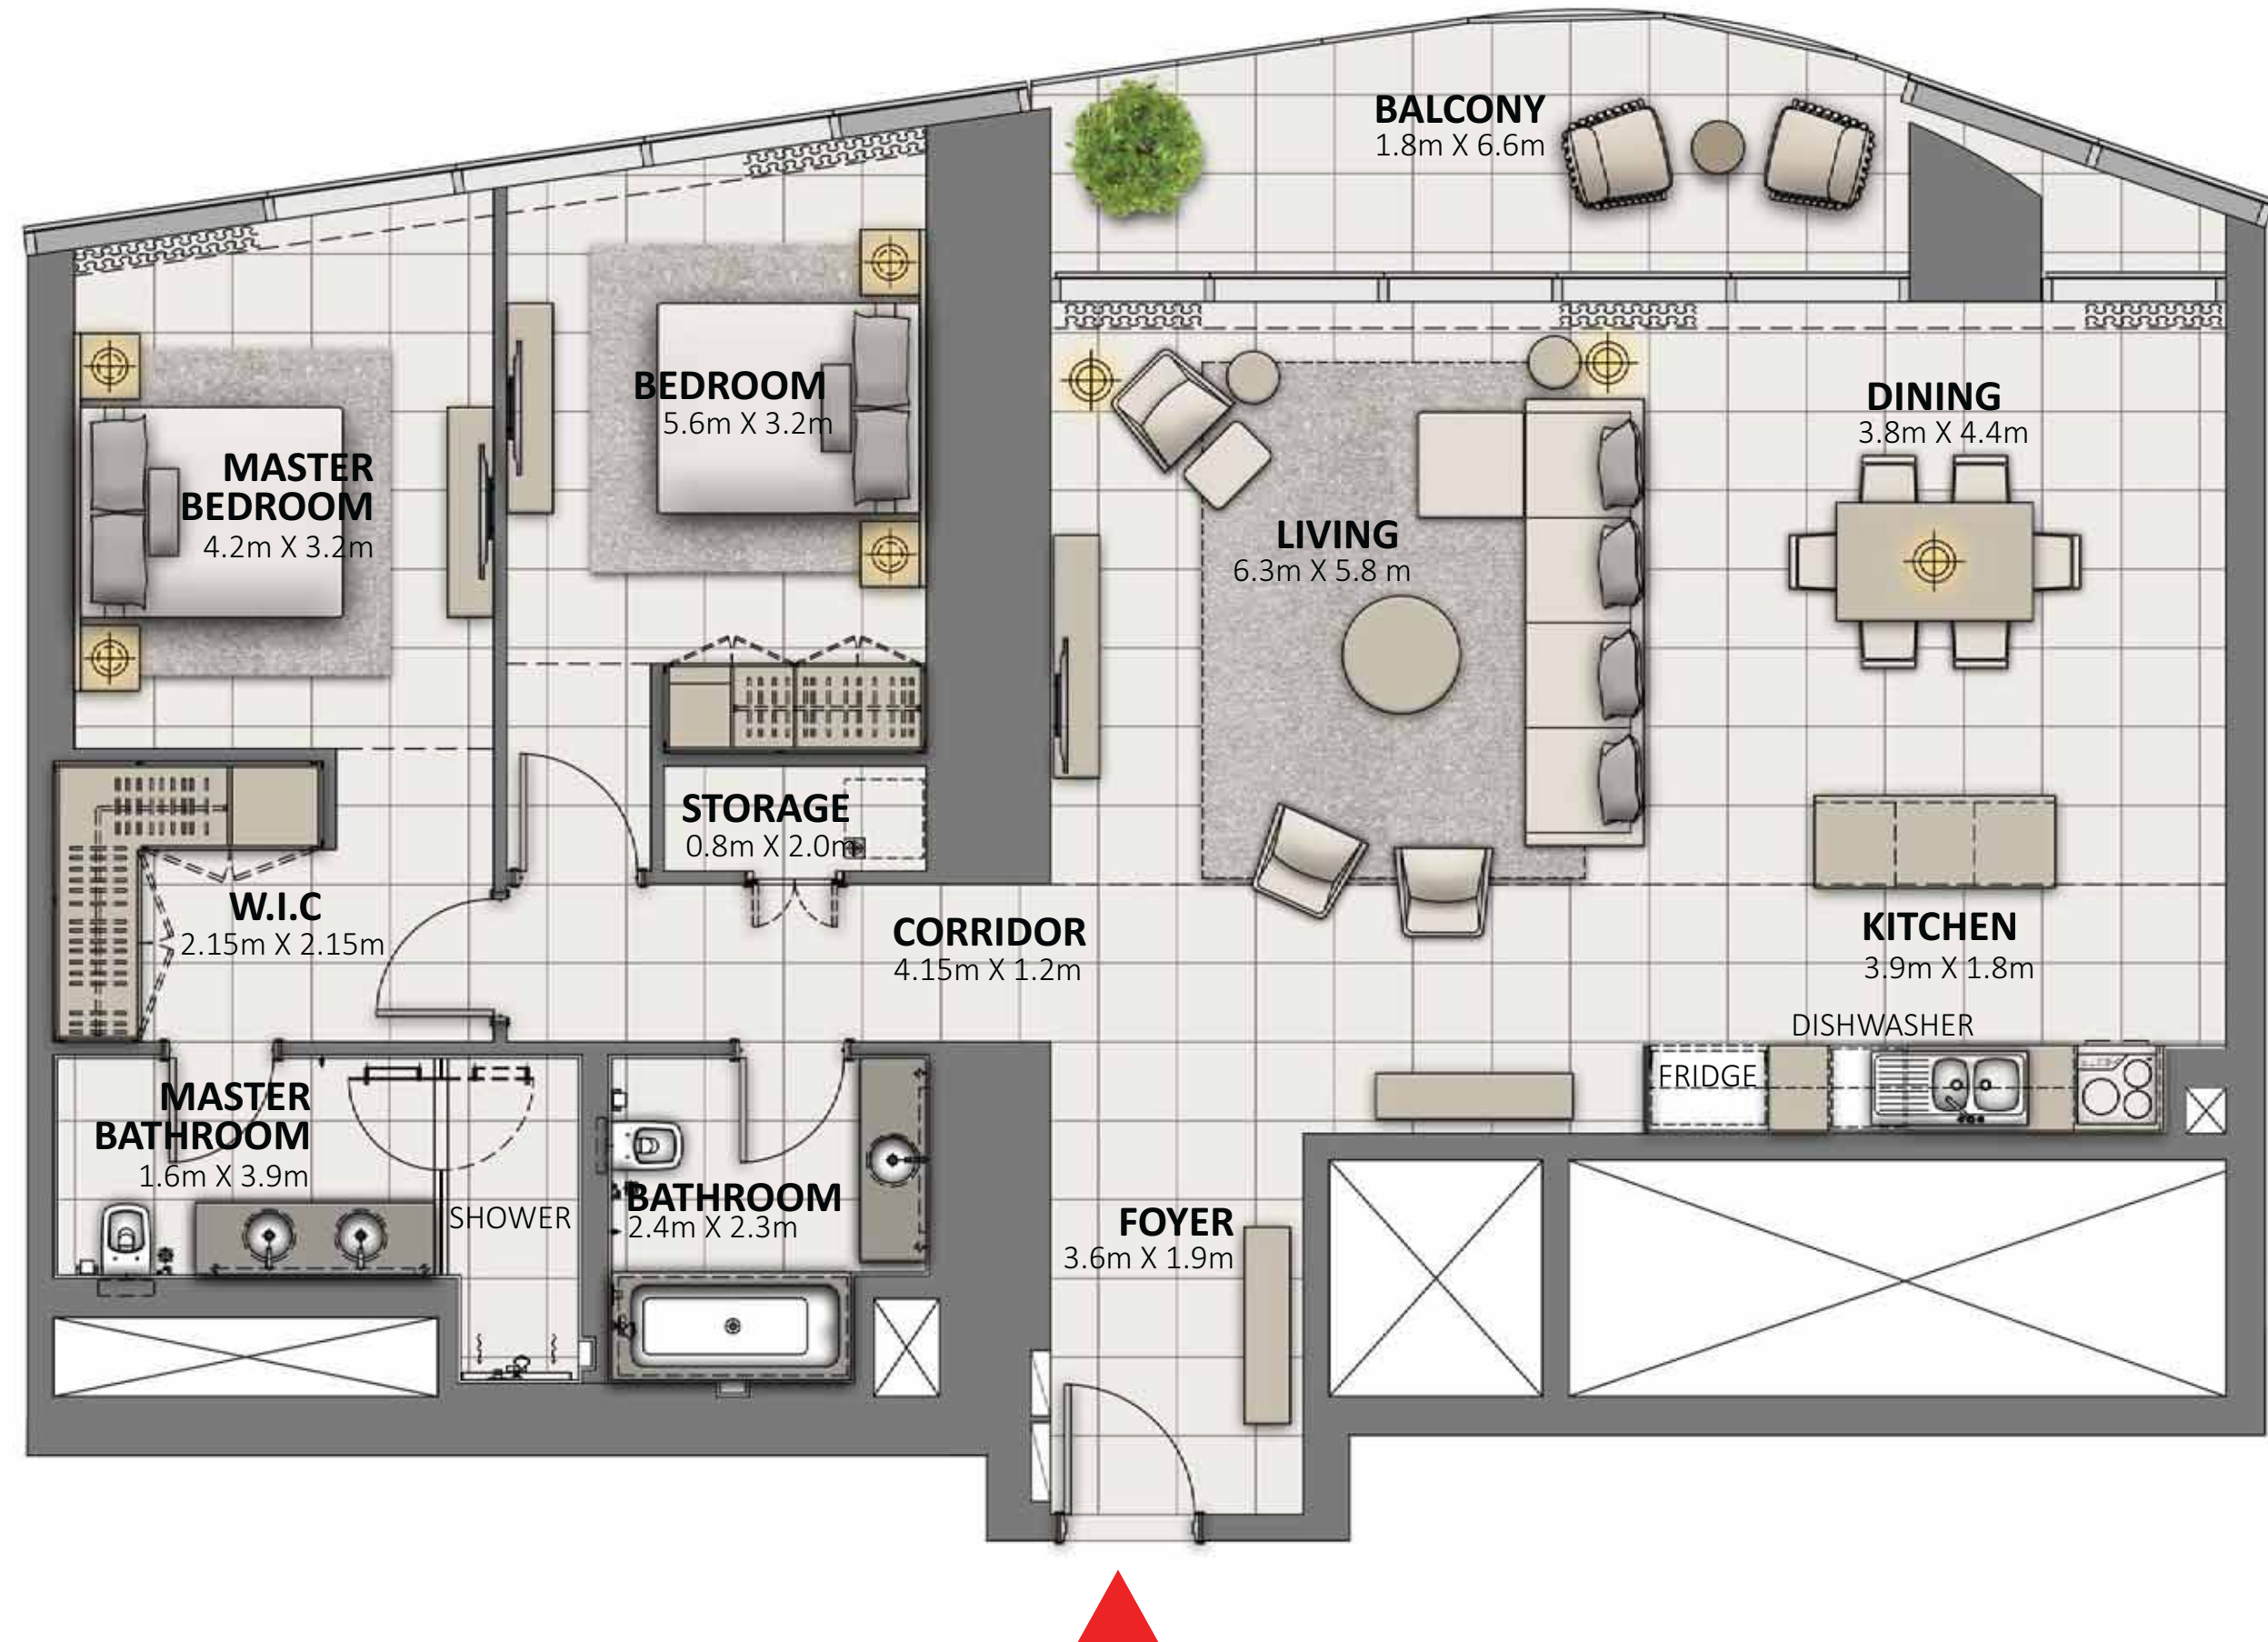 BALCONY
1.8m X 6.6m
BEDROOM
5.6m X 3.2m
DINING
3.8m X 4.4m
MASTER
BEDROOM
4.2m X 3.2m
LIVING
6.3m X 5.8 m
STORAGE
0.8m X 2.0m
W.I.C
2.15m X 2.15m
CORRIDOR
4.15m X 1.2m
KITCHEN
3.9m X 1.8m
DISHWASHER
FRIDGE
MASTER
BATHROOM
1.6m X 3.9m
SHOWER
BATHROOM
2.4m X 2.3m
FOYER
3.6m X 1.9m